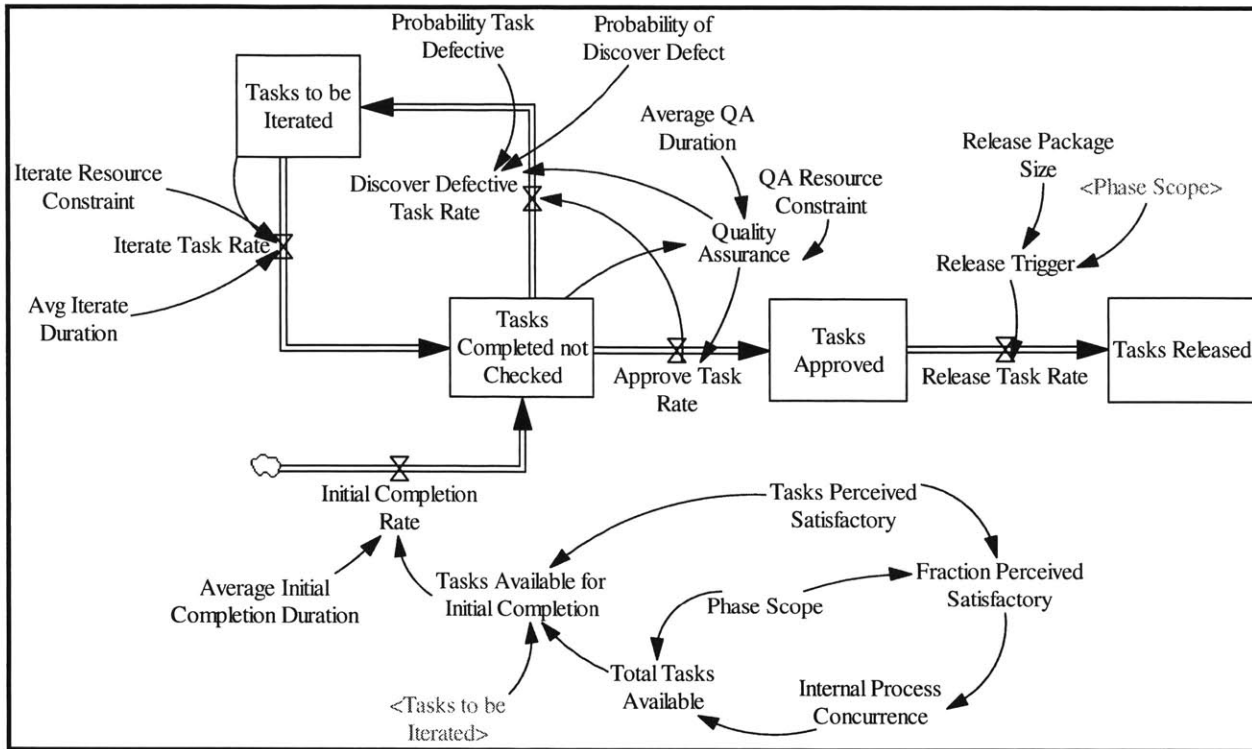 Probability Task
Defective
Probability of
Discover Defect
Tasks to be
Iterated
Average QA
Duration
Release Package
Size
Iterate Resource
Constraint
Discover Defective
Task Rate
QA Resource
Constraint
<Phase Scope>
Iterate Task Rate
Quality
Assurance
Release Trigger
Avg Iterate
Duration
Tasks
Completed not
Checked
Approve Task
Rate
Tasks
Approved
Release Task Rate
Tasks Released
Initial Completion
Rate
Tasks Perceived
Satisfactory
Average Initial
Completion Duration
Tasks Available for
Initial Completion
Phase Scope
Fraction Perceived
Satisfactory
<Tasks to be
Iterated>
Total Tasks
Available
Internal Process
Concurrence